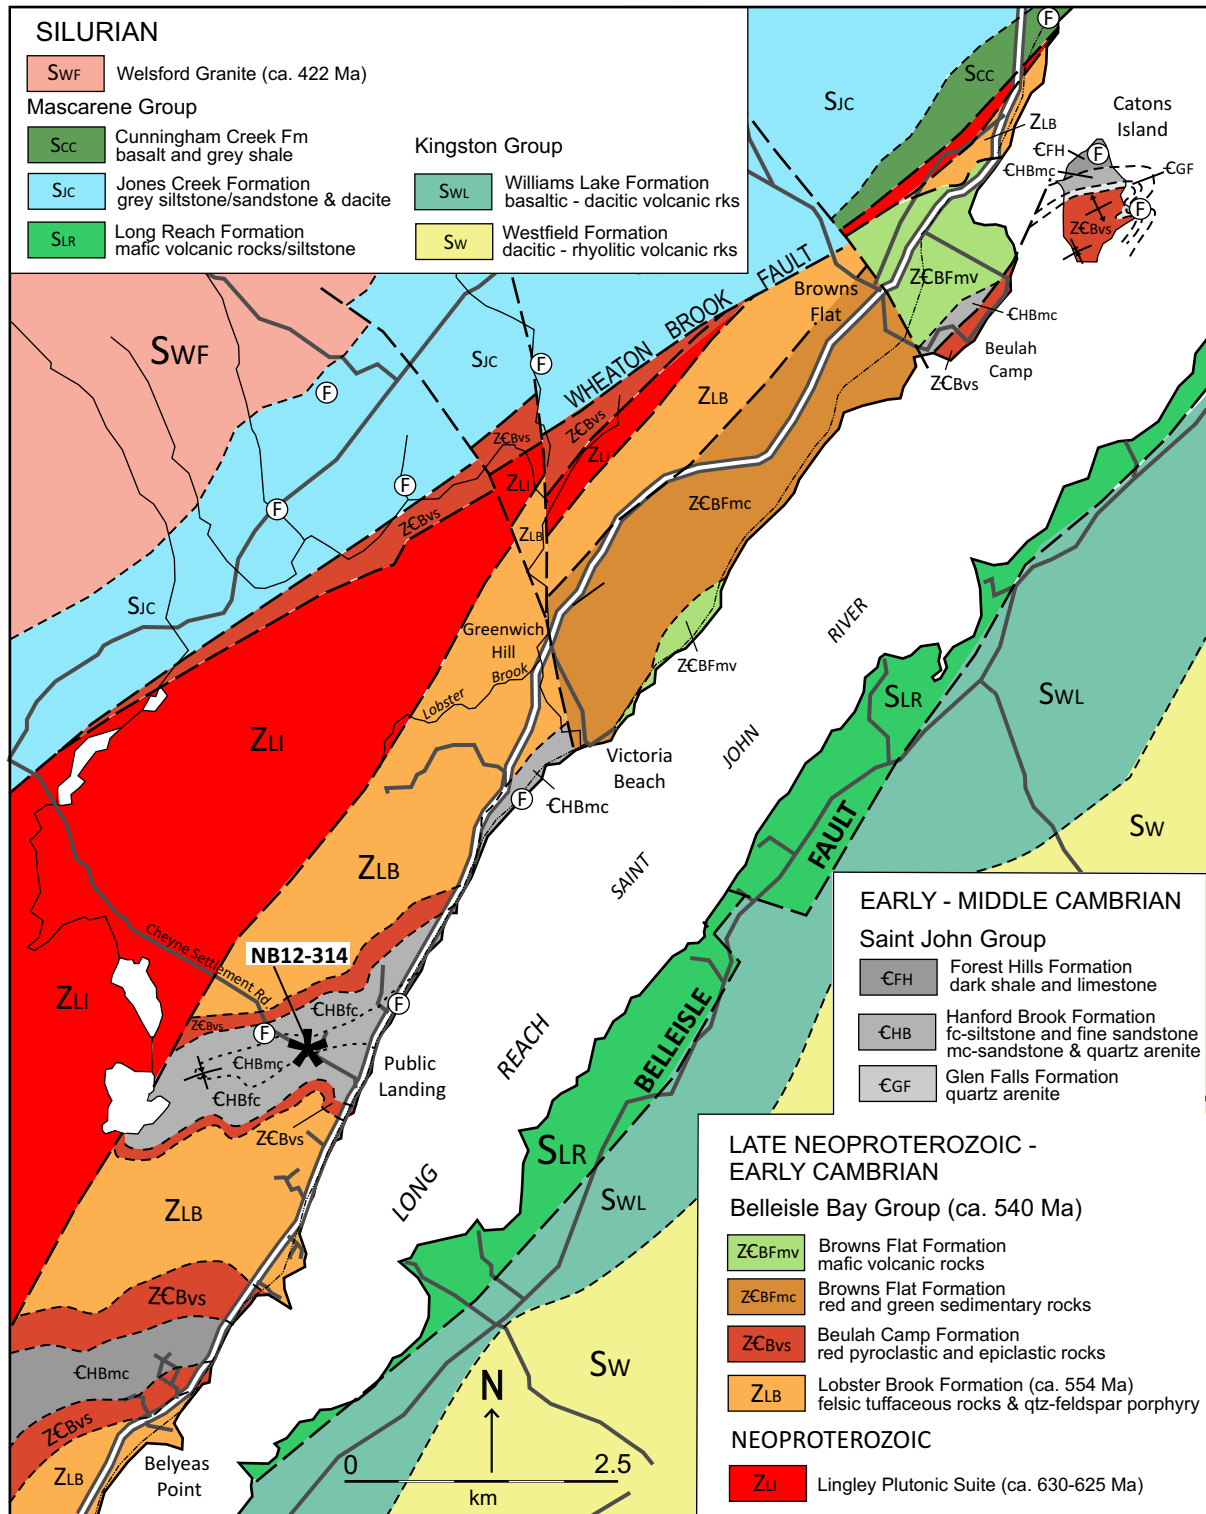 SILURIAN
SWF Welsford Granite (ca. 422 Ma)
Mascarene Group
SCC Cunningham Creek Fm
basalt and grey shale
SJC Jones Creek Formation
grey siltstone/sandstone & dacite
SLR Long Reach Formation
mafic volcanic rocks/siltstone
Kingston Group
SWL Williams Lake Formation
basaltic - dacitic volcanic rks
SW Westfield Formation
dacitic - rhyolitic volcanic rks
F
SCC
SJC
ZLB
Catons
Island
ЄFH
F
ЄHBmc
ЄGF
F
ZЄBvs
WHEATON BROOK FAULT
Browns
Flat
ZЄBFmv
ЄHBmc
Beulah
Camp
ZЄBvs
SWF
SJC
F
F
ZLB
ZЄBvs
ZЄBvs
ZLI
ZLI
F
F
ZЄBvs
ZЄBFmc
ZLB
SJC
Greenwich
Hill
Lobster Brook
ZЄBFmv
RIVER
SLR
SWL
ZLI
JOHN
Victoria
Beach
ЄHBmc
F
SW
FAULT
ZLB
SAINT
Cheyne Settlement Rd.
NB12-314
ZLI
ЄHBfc
F
F
ZЄBvs
ЄHBmc
Public
Landing
ЄHBfc
REACH
BELLEISLE
ZЄBvs
SLR
SWL
LONG
ZLB
ZЄBvs
ЄHBmc
ZЄBvs
SW
ZLB
Belyeas
Point
N
0 2.5
km
EARLY - MIDDLE CAMBRIAN
Saint John Group
ЄFH Forest Hills Formation
dark shale and limestone
ЄHB Hanford Brook Formation
fc-siltstone and fine sandstone
mc-sandstone & quartz arenite
ЄGF Glen Falls Formation
quartz arenite
LATE NEOPROTEROZOIC -
EARLY CAMBRIAN
Belleisle Bay Group (ca. 540 Ma)
ZЄBFmv Browns Flat Formation
mafic volcanic rocks
ZЄBFmc Browns Flat Formation
red and green sedimentary rocks
ZЄBvs Beulah Camp Formation
red pyroclastic and epiclastic rocks
ZLB Lobster Brook Formation (ca. 554 Ma)
felsic tuffaceous rocks & qtz-feldspar porphyry
NEOPROTEROZOIC
ZLI Lingley Plutonic Suite (ca. 630-625 Ma)